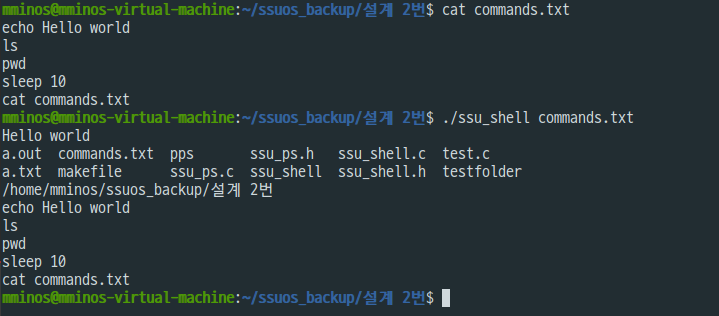 mminos@mminos-virtual-machine:~/ssuos_backup/설계 2번$ cat commands.txt
echo Hello world
ls
pwd
sleep 10
cat commands.txt
mminos@mminos-virtual-machine:~/ssuos_backup/설계 2번$ ./ssu_shell commands.txt
Hello world
a.out  commands.txt  pps       ssu_ps.h   ssu_shell.c  test.c
a.txt  makefile      ssu_ps.c  ssu_shell  ssu_shell.h  testfolder
/home/mminos/ssuos_backup/설계 2번
echo Hello world
ls
pwd
sleep 10
cat commands.txt
mminos@mminos-virtual-machine:~/ssuos_backup/설계 2번$